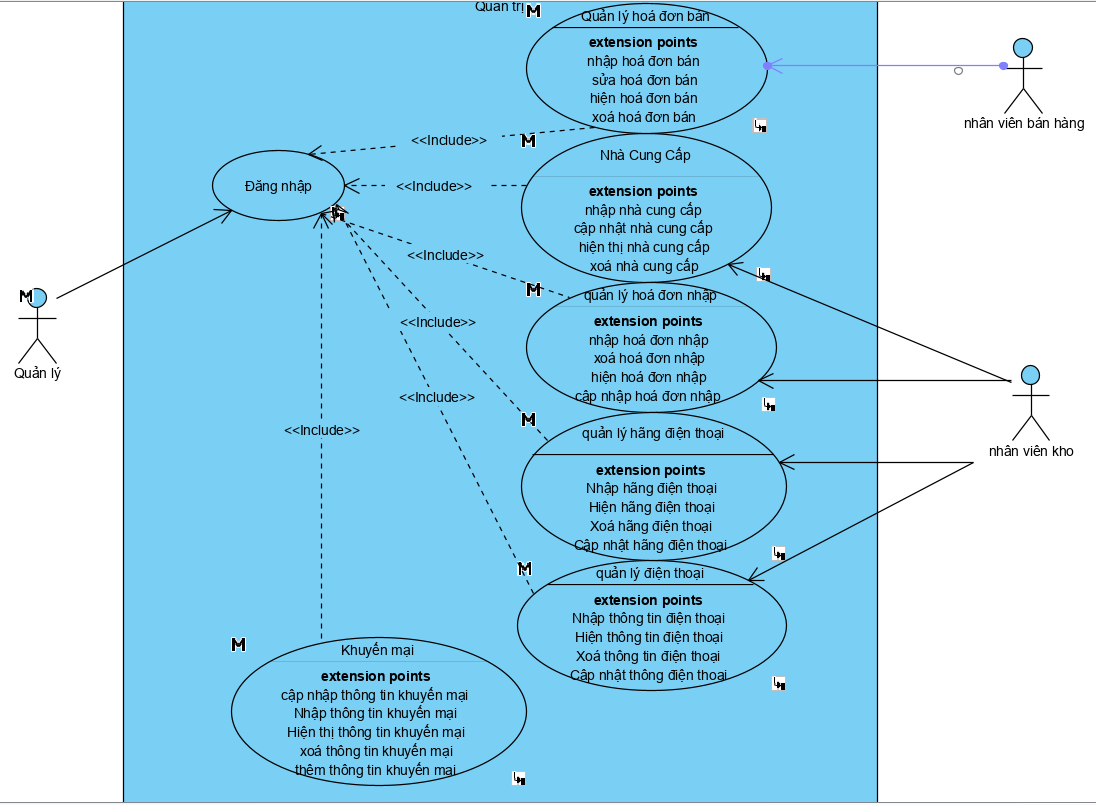 Quản trị
Quản lý hoá đơn bán
extension points
nhập hoá đơn bán
sửa hoá đơn bán
hiện hoá đơn bán
xoá hoá đơn bán
nhân viên bán hàng
<<Include>>
Nhà Cung Cấp
extension points
nhập nhà cung cấp
cập nhật nhà cung cấp
hiện thị nhà cung cấp
xoá nhà cung cấp
<<Include>>
Đăng nhập
<<Include>>
quản lý hoá đơn nhập
extension points
nhập hoá đơn nhập
xoá hoá đơn nhập
hiện hoá đơn nhập
cập nhập hoá đơn nhập
Quản lý
<<Include>>
<<Include>>
<<Include>>
quản lý hãng điện thoại
extension points
Nhập hãng điện thoại
Hiện hãng điện thoại
Xoá hãng điện thoại
Cập nhật hãng điện thoại
nhân viên kho
quản lý điện thoại
extension points
Nhập thông tin điện thoại
Hiện thông tin điện thoại
Xoá thông tin điện thoại
Cập nhật thông điện thoại
Khuyến mại
extension points
cập nhập thông tin khuyến mại
Nhập thông tin khuyến mại
Hiện thị thông tin khuyến mại
xoá thông tin khuyến mại
thêm thông tin khuyến mại